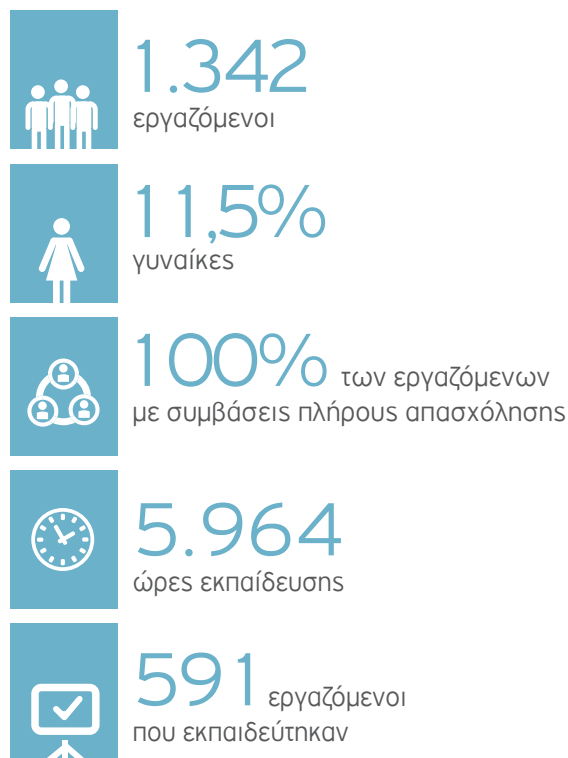 1.342
εργαζόμενοι
11,5%
γυναίκες
100% των εργαζόμενων
με συμβάσεις πλήρους απασχόλησης
5.964
ώρες εκπαίδευσης
591 εργαζόμενοι
που εκπαιδεύτηκαν